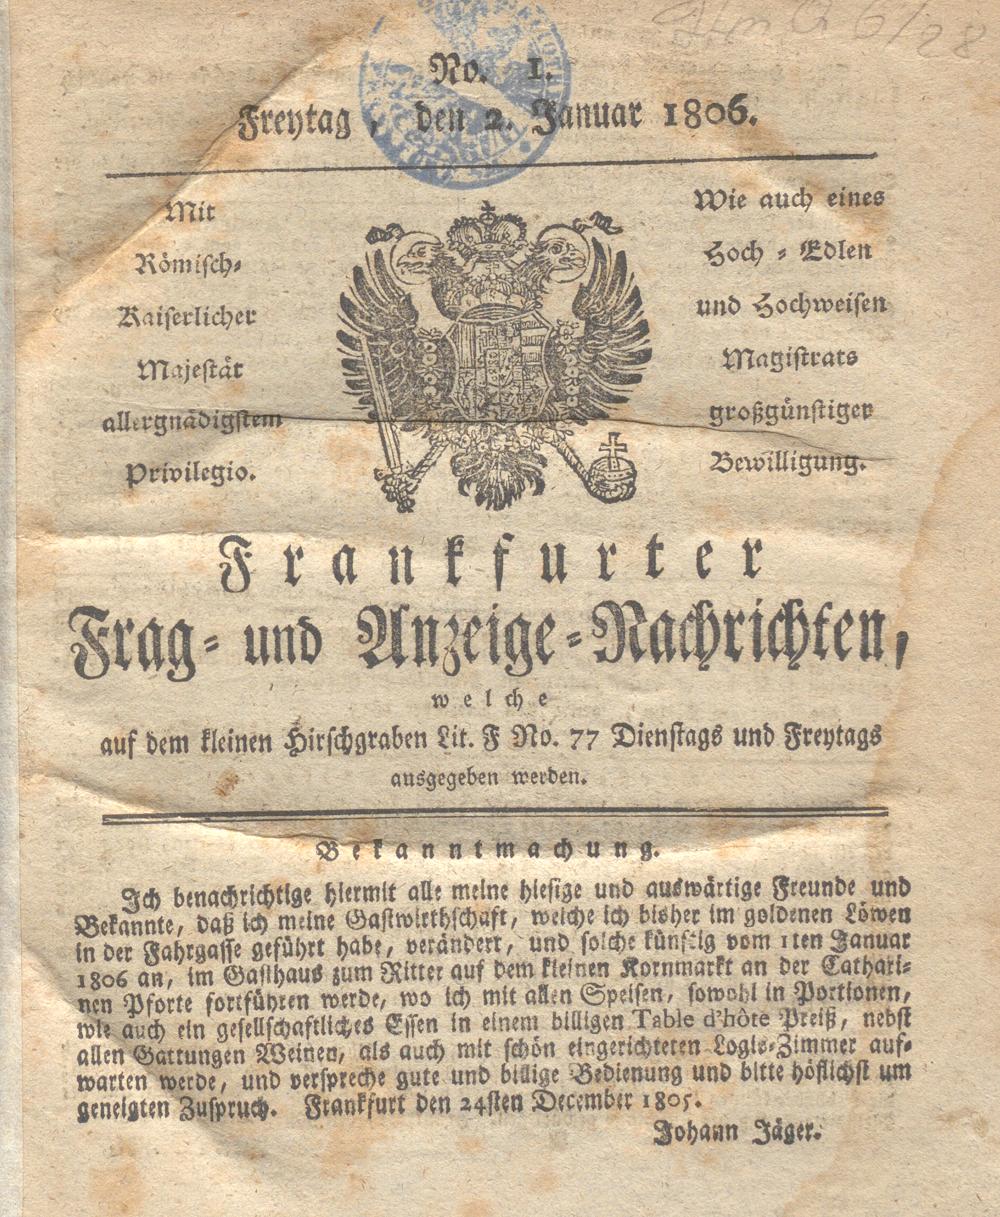 No. 1.
Freytag, den 2. Januar 1806.
Mit
Römisch-
Kaiserlicher
Majestät
allergnädigstem
Privilegio.
Wie auch eines
Hoch - Edlen
und Hochweisen
Magistrats
großgünstiger
Bewilligung.
Frankfurter
Frag- und Anzeige-Nachrichten,
welche
auf dem kleinen Hirschgraben Lit. F No. 77 Dienstags und Freytags
ausgegeben werden.
Bekanntmachung.
Ich benachrichtige hiermit alle meine hiesige und auswärtige Freunde und
Bekannte, daß ich meine Gastwirthschaft, welche ich bisher im goldenen Löwen
in der Fahrgasse geführt habe, verändert, und solche künftig vom 1ten Januar
1806 an, im Gasthaus zum Ritter auf dem kleinen Kornmarkt an der Cathari-
nen Pforte fortführen werde, wo ich mit allen Speisen, sowohl in Portionen,
wie auch ein gesellschaftliches Essen in einem billigen Table d'hôte Preiß, nebst
allen Gattungen Weinen, als auch mit schön eingerichteten Logie-Zimmer auf-
warten werde, und verspreche gute und billige Bedienung und bitte höflichst um
geneigten Zuspruch. Frankfurt den 24sten December 1805.
Johann Jäger.